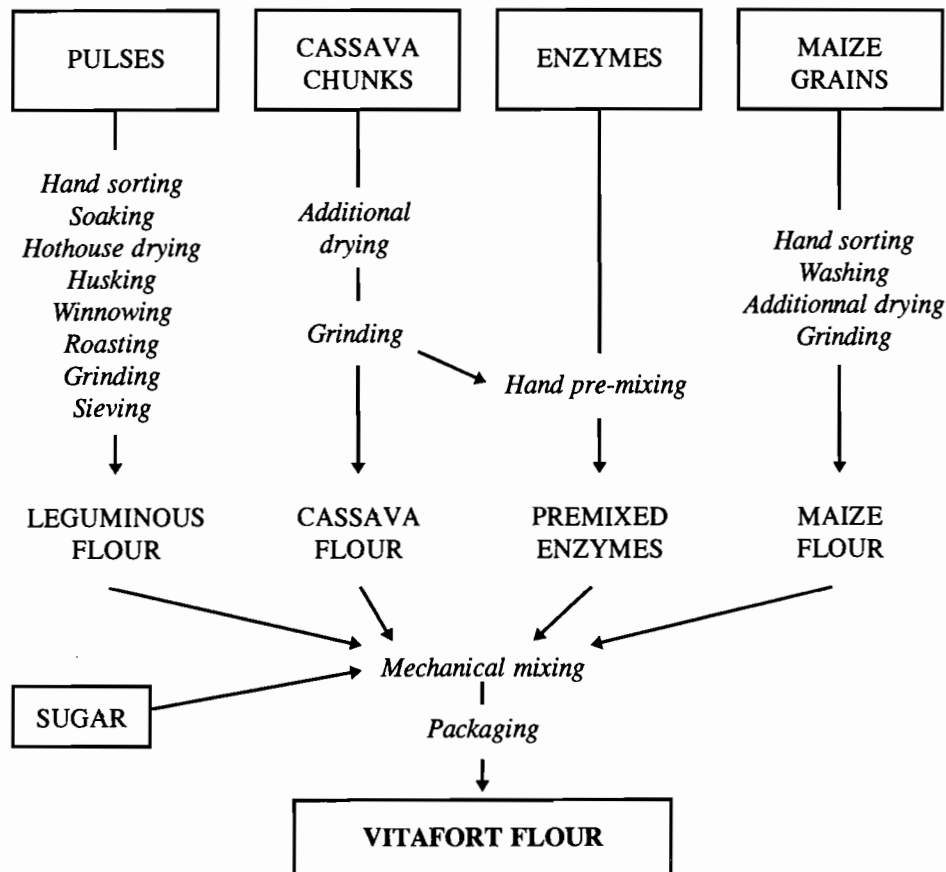 PULSES
CASSAVA
CHUNKS
ENZYMES
MAIZE
GRAINS
Hand sorting
Soaking
Hothouse drying
Husking
Winnowing
Roasting
Grinding
Sieving
Additional
drying
Grinding
Hand pre-mixing
Hand sorting
Washing
Additionnal drying
Grinding
LEGUMINOUS
FLOUR
CASSAVA
FLOUR
PREMIXED
ENZYMES
MAIZE
FLOUR
Mechanical mixing
SUGAR
Packaging
VITAFORT FLOUR